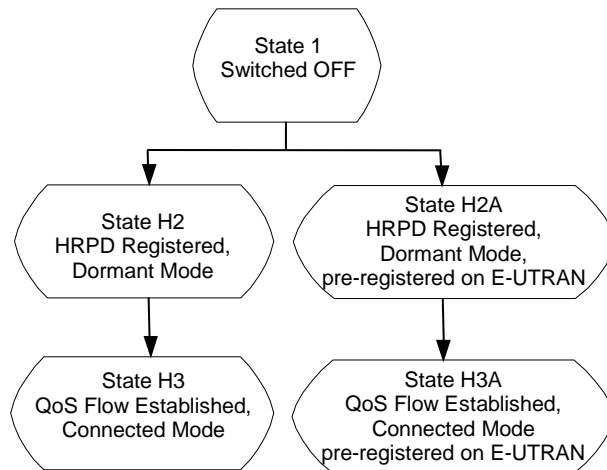 State 1
Switched OFF
State H2
HRPD Registered,
Dormant Mode
State H2A
HRPD Registered,
Dormant Mode,
pre-registered on E-UTRAN
State H3
QoS Flow Established,
Connected Mode
State H3A
QoS Flow Established,
Connected Mode
pre-registered on E-UTRAN